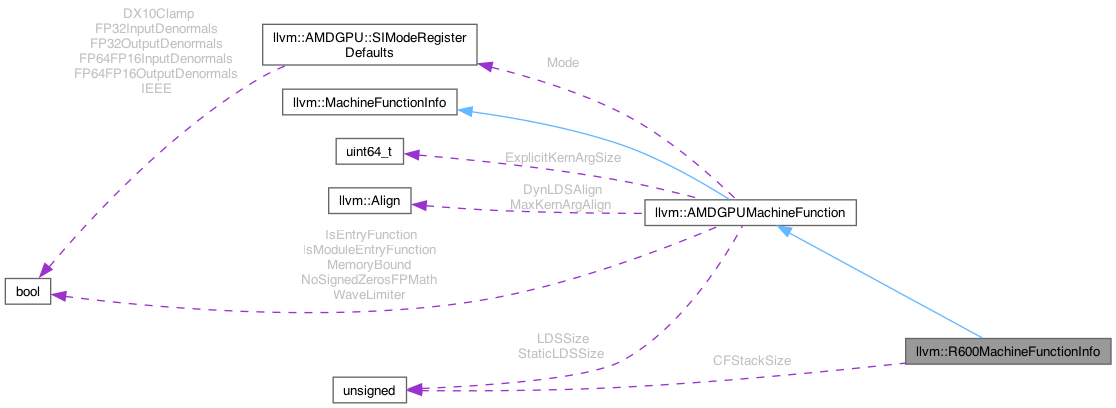 DX10Clamp
FP32InputDenormals
FP32OutputDenormals
FP64FP16InputDenormals
FP64FP16OutputDenormals
IEEE
llvm::AMDGPU::SIModeRegister
Defaults
Mode
llvm::MachineFunctionInfo
uint64_t
ExplicitKernArgSize
llvm::Align
DynLDSAlign
MaxKernArgAlign
llvm::AMDGPUMachineFunction
IsEntryFunction
IsModuleEntryFunction
MemoryBound
NoSignedZerosFPMath
WaveLimiter
bool
LDSSize
StaticLDSSize
CFStackSize
llvm::R600MachineFunctionInfo
unsigned